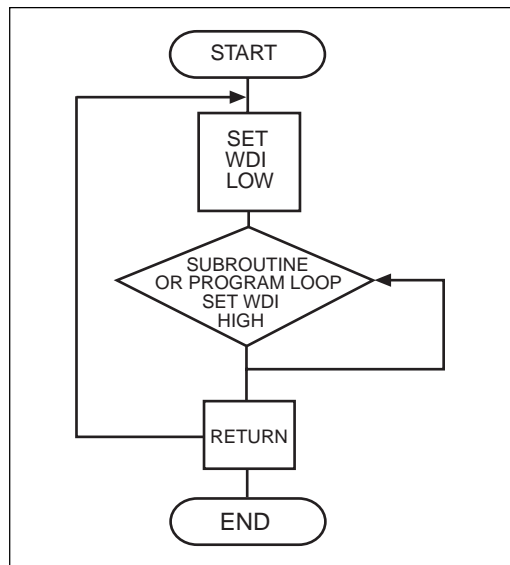 START
SET
WDI
LOW
SUBROUTINE
OR PROGRAM LOOP
SET WDI
HIGH
RETURN
END